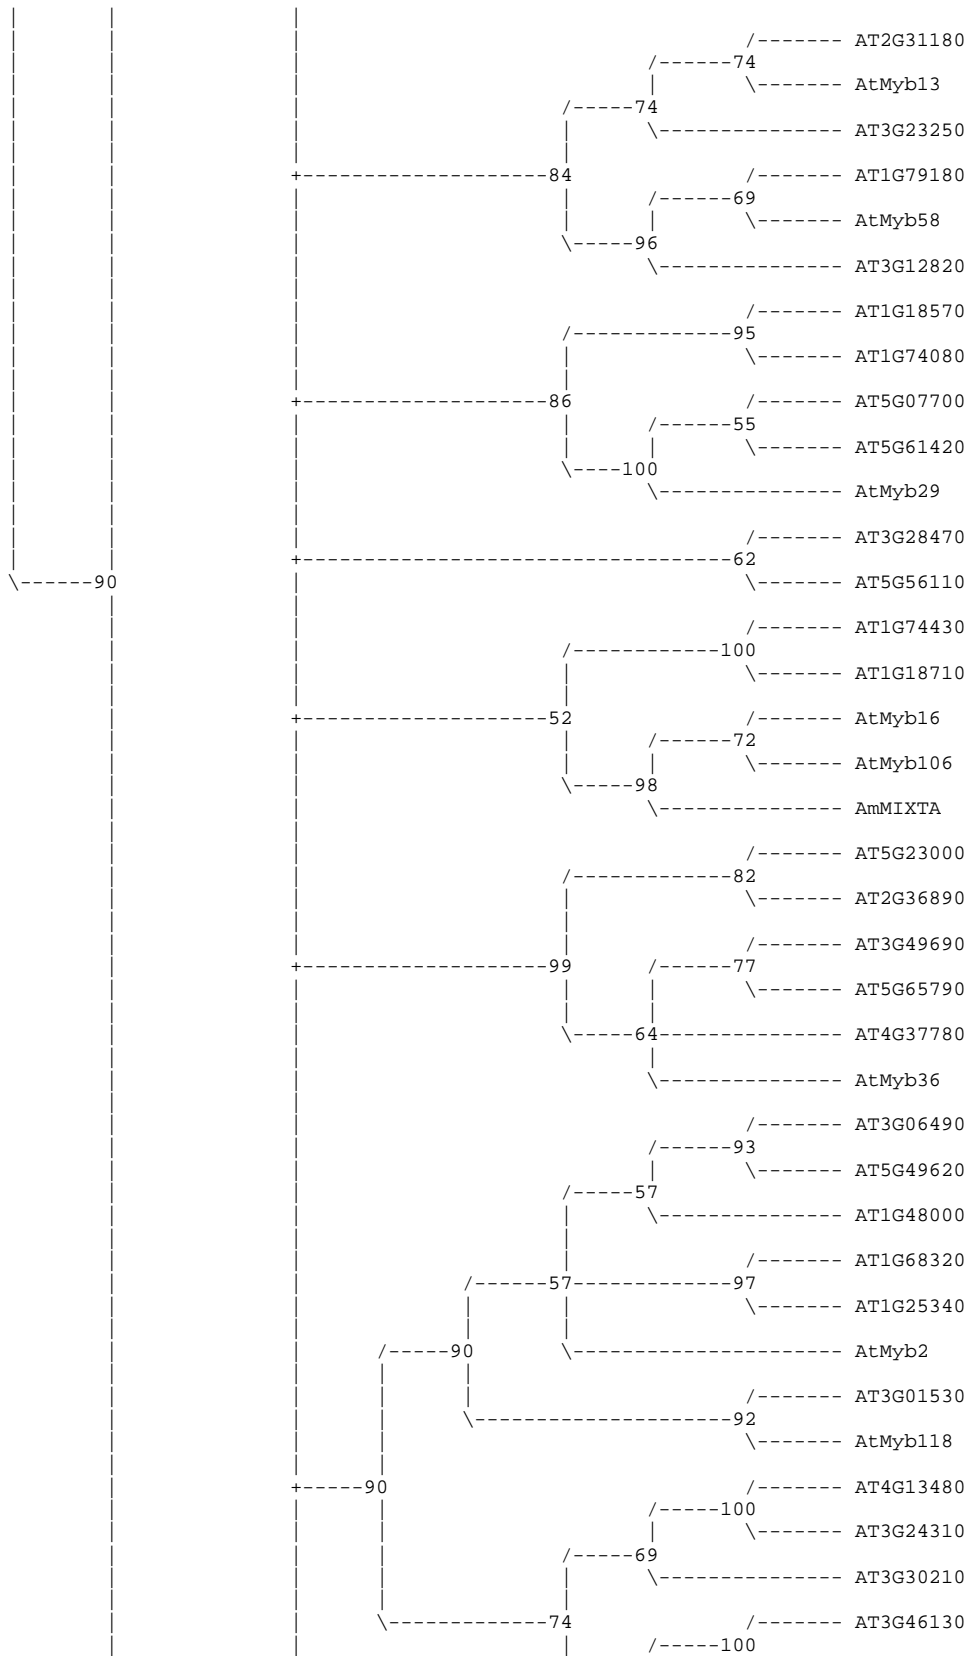 /------- AT2G31180
/------74
\------- AtMyb13
/-----74
\-------------- AT3G23250
+-------------------84 /------- AT1G79180
/------69
\------- AtMyb58
\-----96
\-------------- AT3G12820
/------- AT1G18570
/-------------95
\------- AT1G74080
+-------------------86 /------- AT5G07700
/------55
\------- AT5G61420
\----100
\-------------- AtMyb29
/------- AT3G28470
+--------------------------------------62
\------90 \------- AT5G56110
/------- AT1G74430
/------------100
\------- AT1G18710
+-------------------52 /------- AtMyb16
/------72
\------- AtMyb106
\-----98
\-------------- AmMIXTA
/------- AT5G23000
/-------------82
\------- AT2G36890
/------- AT3G49690
+-------------------99 /------77
\------- AT5G65790
\-----64-------------- AT4G37780
\-------------- AtMyb36
/------- AT3G06490
/-----93
\------- AT5G49620
/-----57
\-------------- AT1G48000
/------- AT1G68320
/------57-------------97
\------- AT1G25340
/-----90 \--------------------- AtMyb2
/------- AT3G01530
\--------------------92
\------- AtMyb118
+-----90 /------- AT4G13480
/-----100
\------- AT3G24310
/-----69
\-------------- AT3G30210
\-------------74 /------- AT3G46130
/-----100